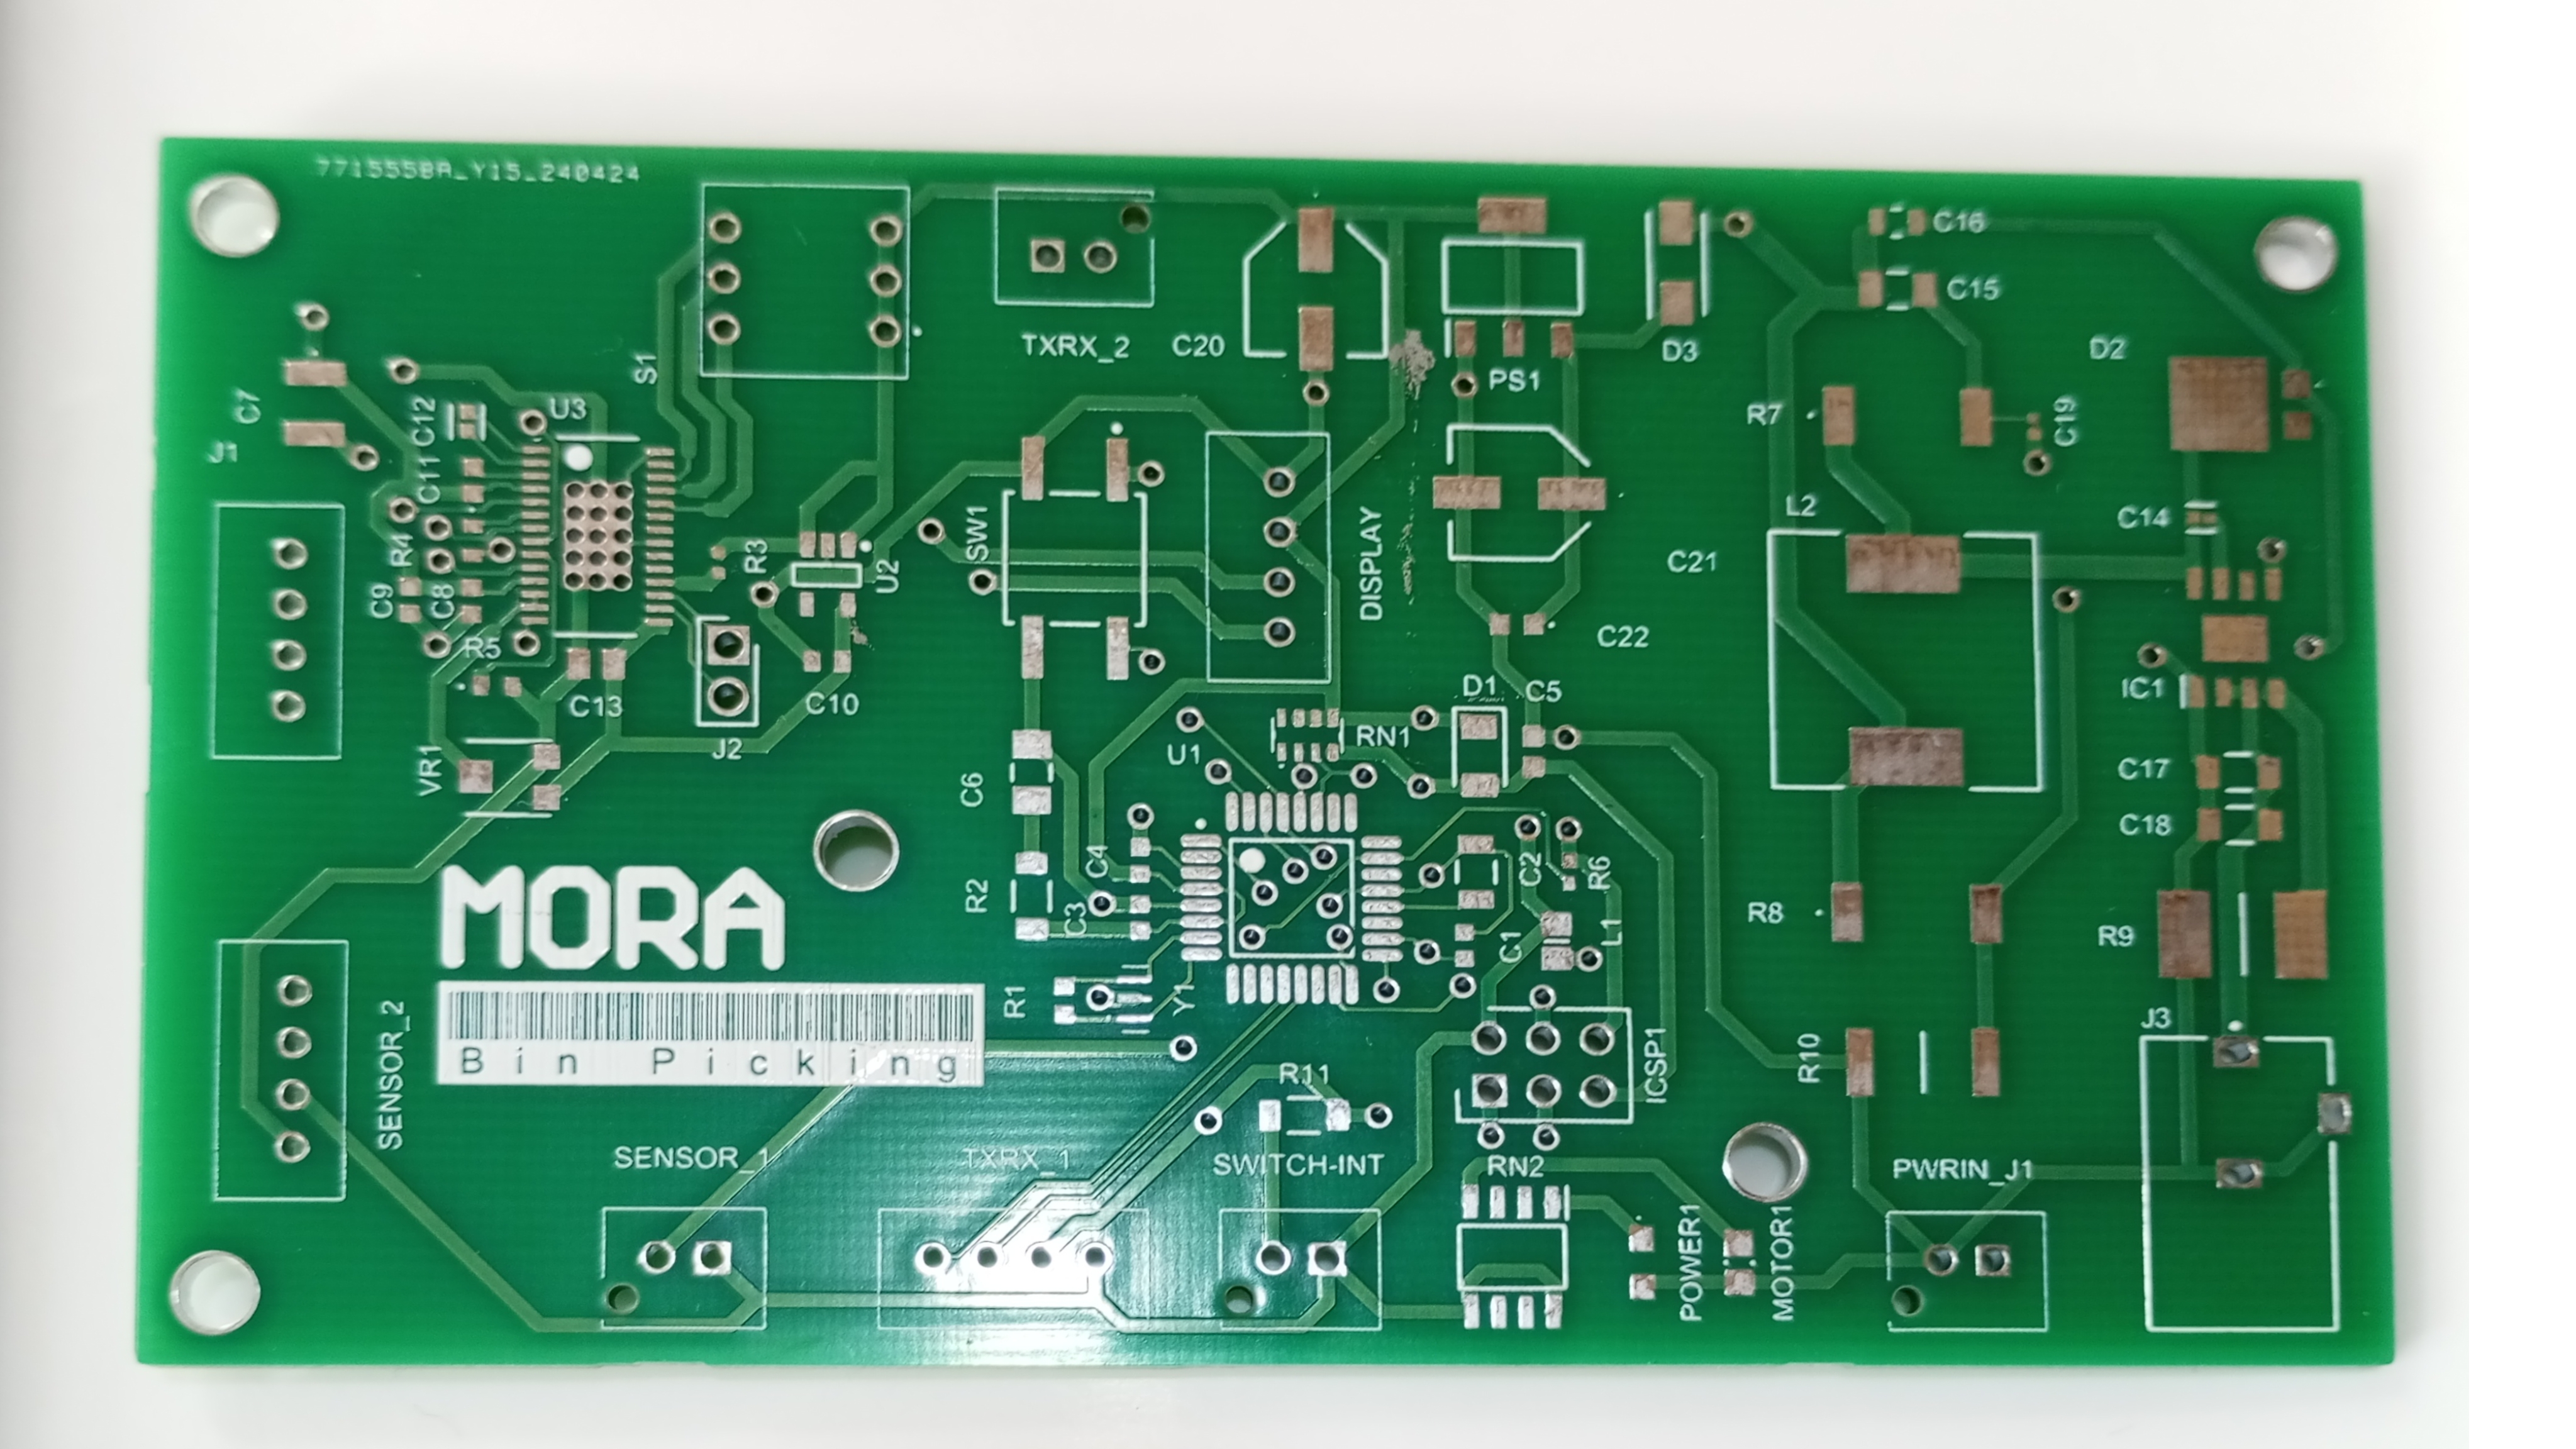 7715558A_Y15_240424
C16
C15
TXRX_2
C20
D3
D2
S1
PS1
C7
U3
R7
C12
C19
J1
C11
L2
C14
SW1
DISPLAY
R4
R3
U2
C21
C9
C8
C22
R5
D1
C5
IC1
C13
C10
J2
U1
RN1
VR1
C6
C17
C18
C4
C2
R6
R2
C3
MORA
R8
C1
L1
R9
R1
Y1
J3
Bin Picking
SENSOR_2
ICSP1
R10
R11
SENSOR_1
TXRX_1
SWITCH-INT
RN2
PWRIN_J1
POWER1
MOTOR1